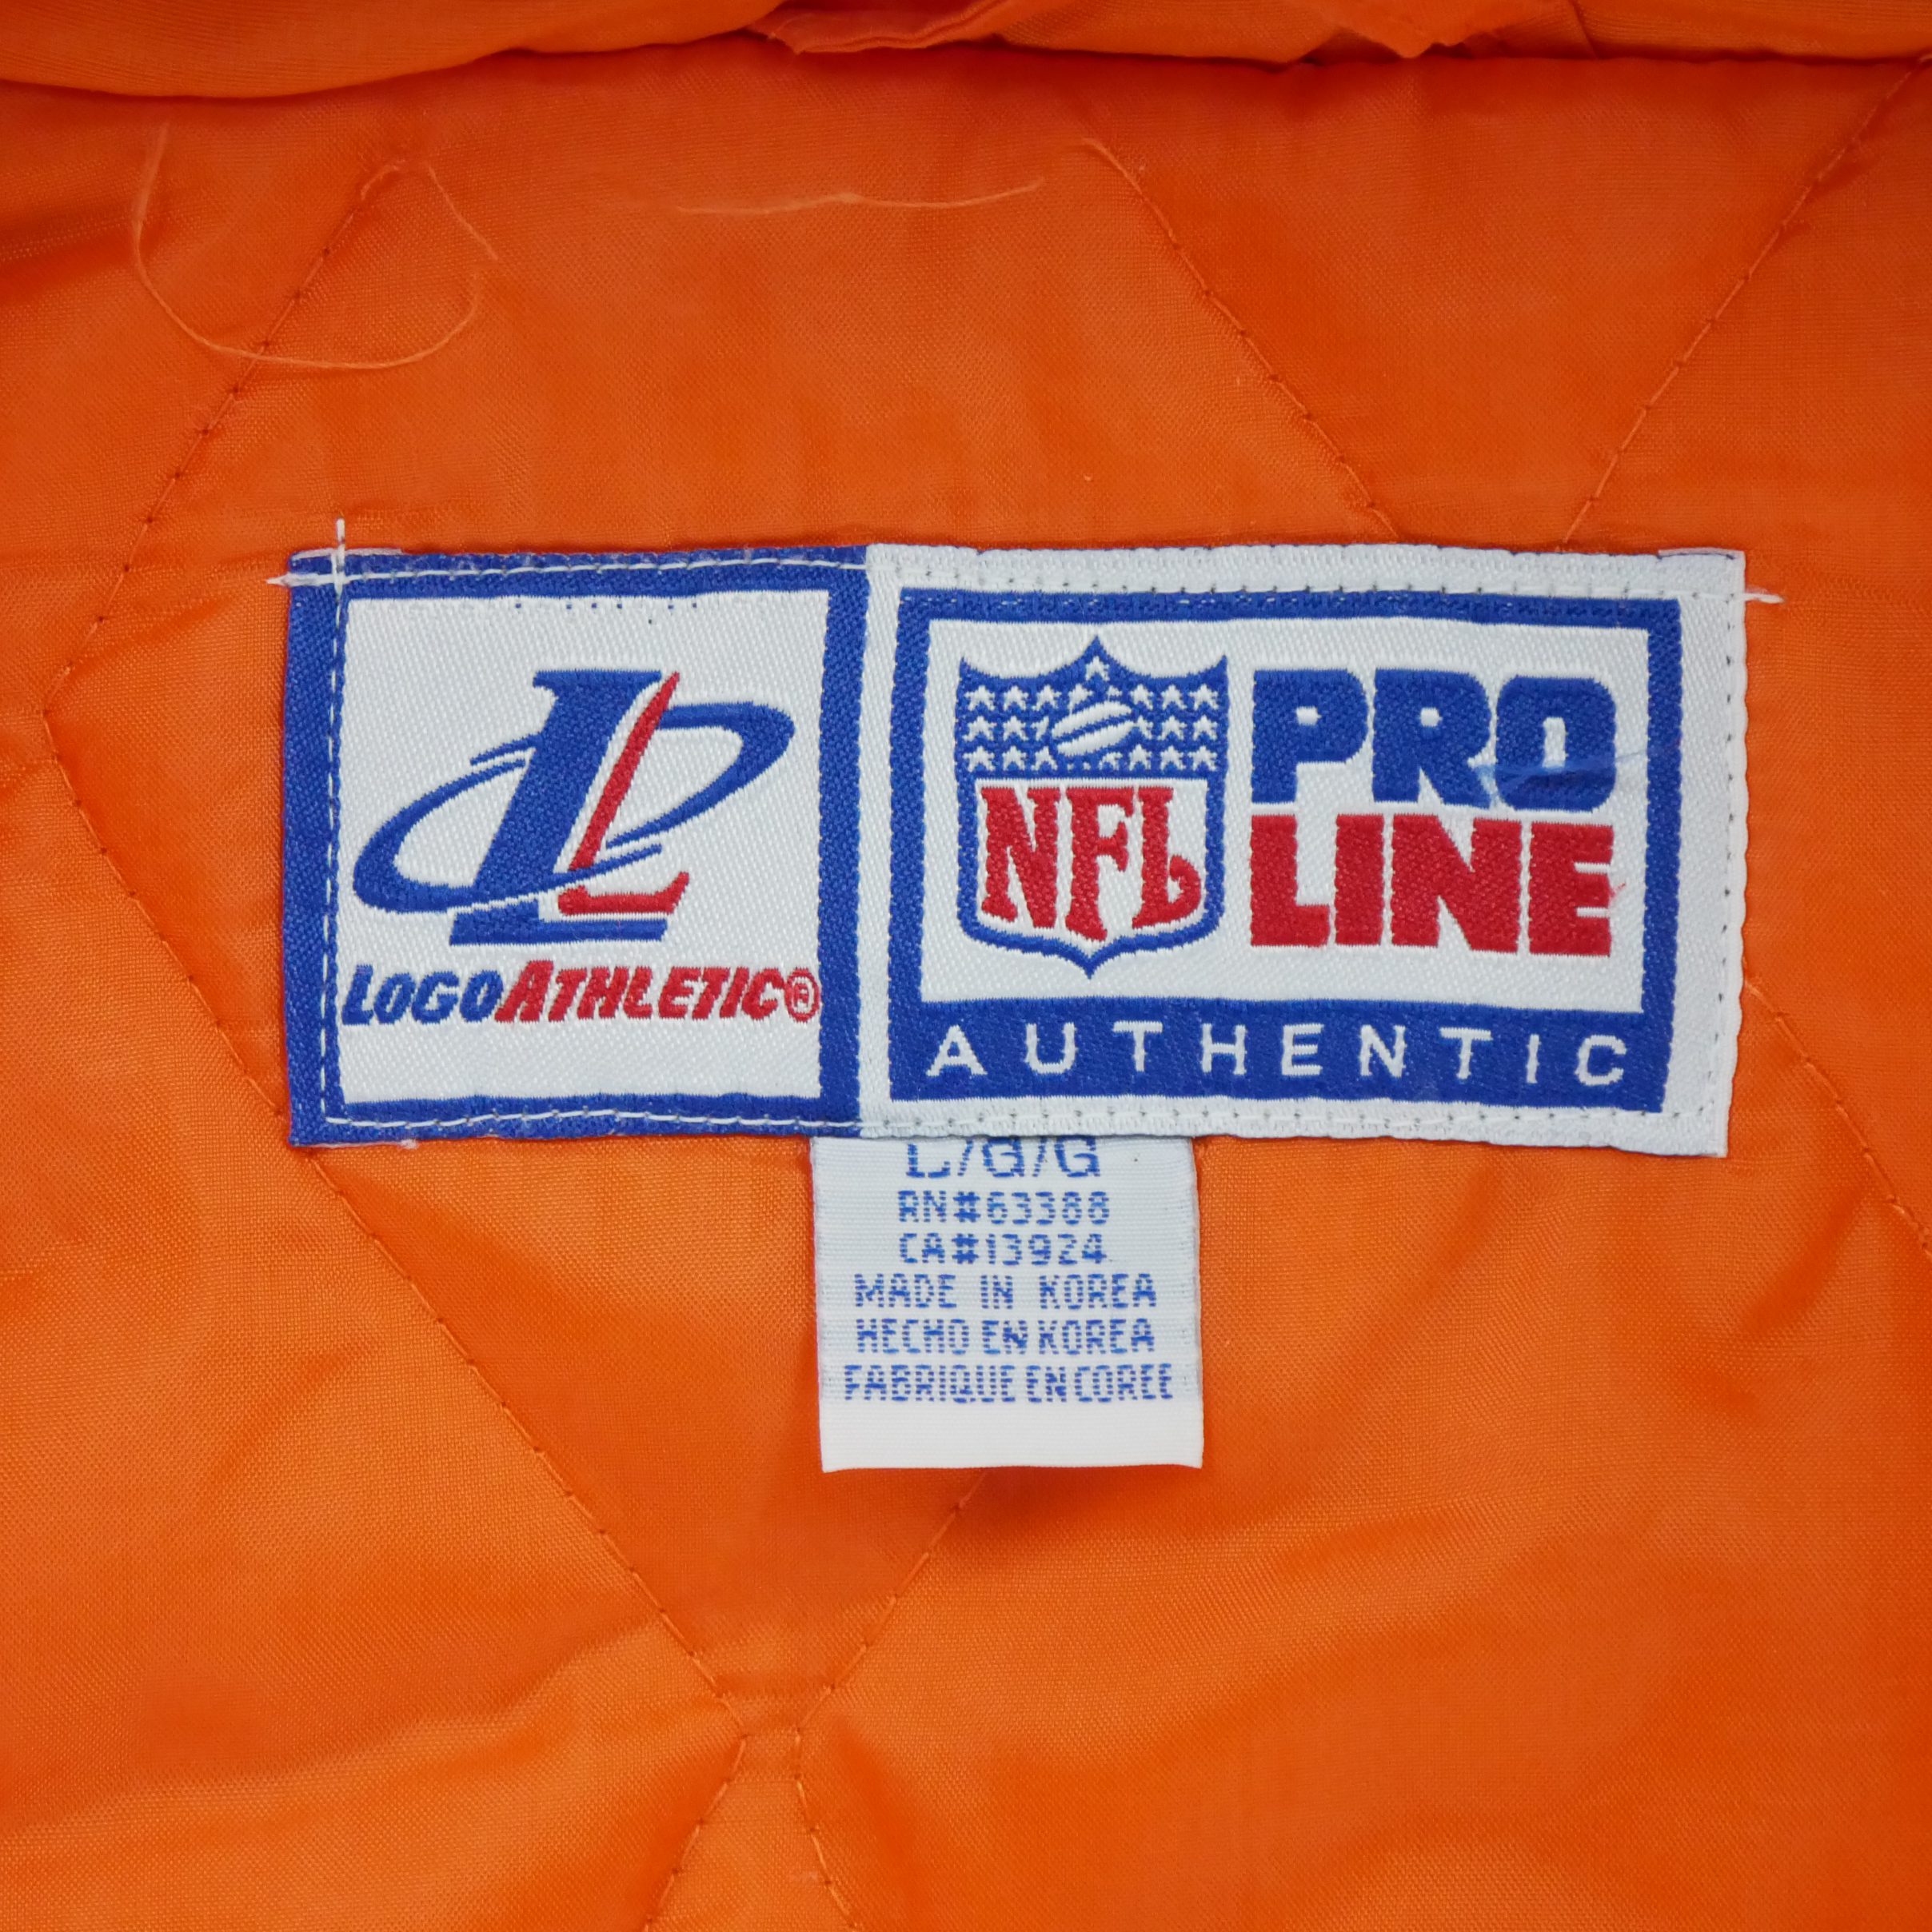 LOGOATHLETIC®
NFL
PRO
LINE
AUTHENTIC
L/G/G
RN#63388
CA#13924
MADE IN KOREA
HECHO EN KOREA
FABRIQUE EN COREE